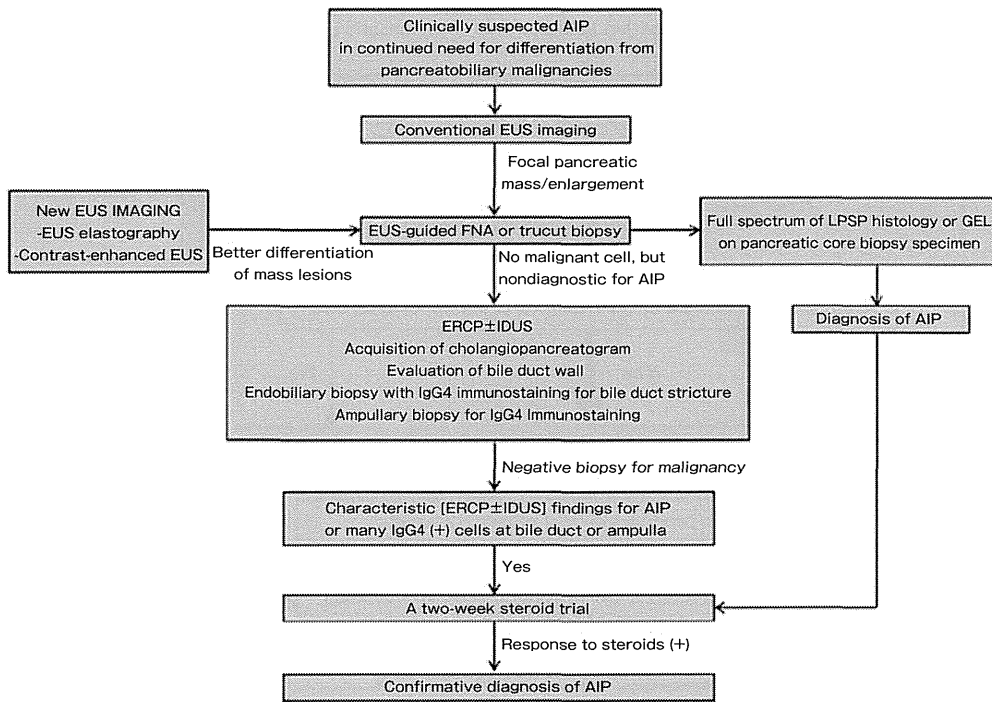 Clinically suspected AIP
in continued need for differentiation from
pancreatobiliary malignancies
Conventional EUS imaging
Focal pancreatic
mass/enlargement
New EUS IMAGING
-EUS elastography
-Contrast-enhanced EUS
Better differentiation
of mass lesions
EUS-guided FNA or trucut biopsy
Full spectrum of LPSP histology or GEL
on pancreatic core biopsy specimen
No malignant cell, but
nondiagnostic for AIP
Diagnosis of AIP
ERCP±IDUS
Acquisition of cholangiopancreatogram
Evaluation of bile duct wall
Endobiliary biopsy with IgG4 immunostaining for bile duct stricture
Ampullary biopsy for IgG4 Immunostaining
Negative biopsy for malignancy
Characteristic [ERCP±IDUS] findings for AIP
or many IgG4 (+) cells at bile duct or ampulla
Yes
A two-week steroid trial
Response to steroids (+)
Confirmative diagnosis of AIP